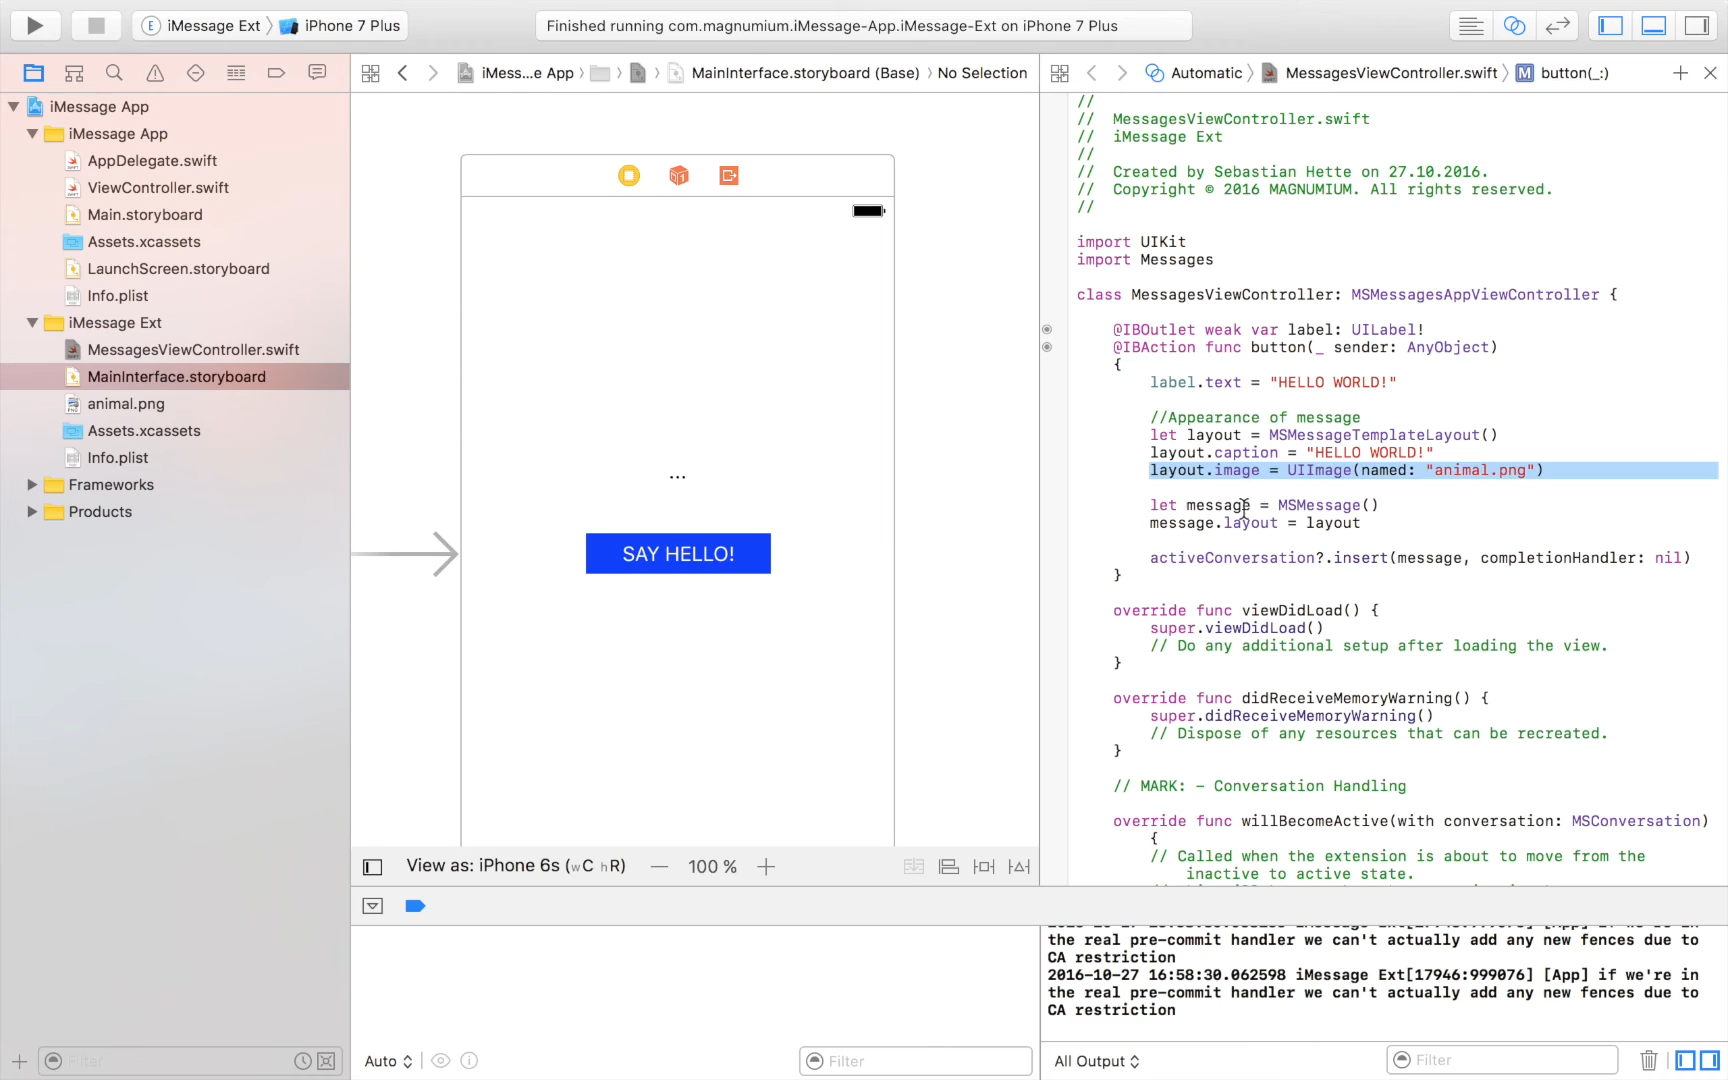 iMessage Ext
iPhone 7 Plus
Finished running com.magnumium.iMessage-App.iMessage-Ext on iPhone 7 Plus
iMess...e App
MainInterface.storyboard (Base)
No Selection
Automatic
MessagesViewController.swift
M
button(_:)
iMessage App
iMessage App
AppDelegate.swift
ViewController.swift
Main.storyboard
Assets.xcassets
LaunchScreen.storyboard
Info.plist
iMessage Ext
MessagesViewController.swift
MainInterface.storyboard
animal.png
Assets.xcassets
Info.plist
Frameworks
Products
Filter
...
SAY HELLO!
View as: iPhone 6s (wC hR)
100 %
//
//  MessagesViewController.swift
//  iMessage Ext
//
//  Created by Sebastian Hette on 27.10.2016.
//  Copyright © 2016 MAGNUMIUM. All rights reserved.
//
import UIKit
import Messages
class MessagesViewController: MSMessagesAppViewController {
@IBOutlet weak var label: UILabel!
@IBAction func button(_ sender: AnyObject)
{
label.text = "HELLO WORLD!"
//Appearance of message
let layout = MSMessageTemplateLayout()
layout.caption = "HELLO WORLD!"
layout.image = UIImage(named: "animal.png")
let message = MSMessage()
message.layout = layout
activeConversation?.insert(message, completionHandler: nil)
}
override func viewDidLoad() {
super.viewDidLoad()
// Do any additional setup after loading the view.
}
override func didReceiveMemoryWarning() {
super.didReceiveMemoryWarning()
// Dispose of any resources that can be recreated.
}
// MARK: - Conversation Handling
override func willBecomeActive(with conversation: MSConversation)
{
// Called when the extension is about to move from the
inactive to active state.
the real pre-commit handler we can't actually add any new fences due to
CA restriction
2016-10-27 16:58:30.062598 iMessage Ext[17946:999076] [App] if we're in
the real pre-commit handler we can't actually add any new fences due to
CA restriction
Auto
Filter
All Output
Filter